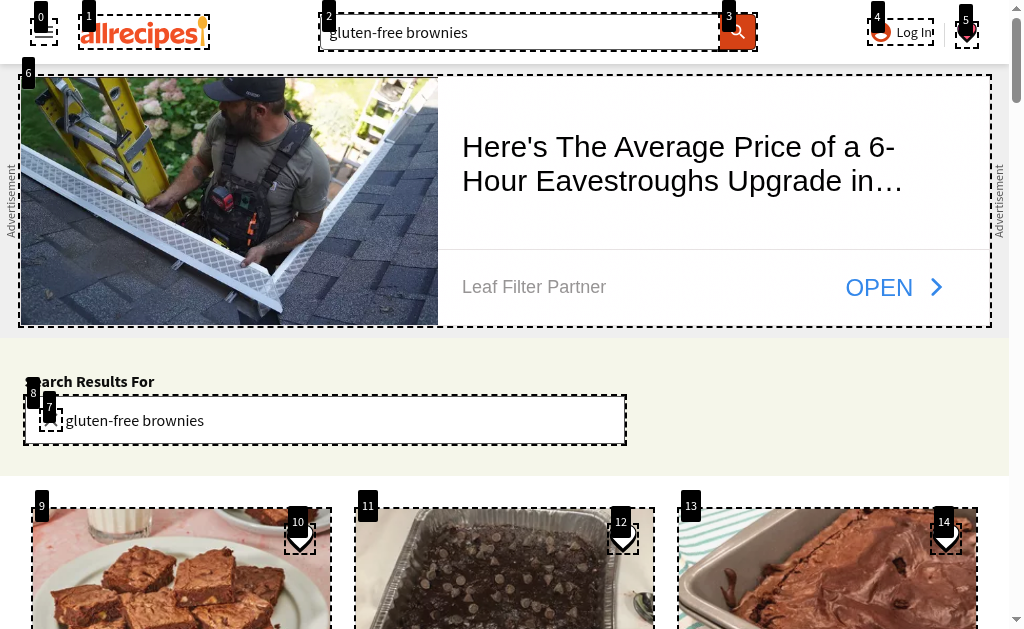 allrecipes
gluten-free brownies
Log In
Advertisement
Here's The Average Price of a 6-
Hour Eavestroughs Upgrade in…
Leaf Filter Partner
OPEN
Advertisement
Search Results For
gluten-free brownies
0
1
2
3
4
5
6
7
8
9
10
11
12
13
14